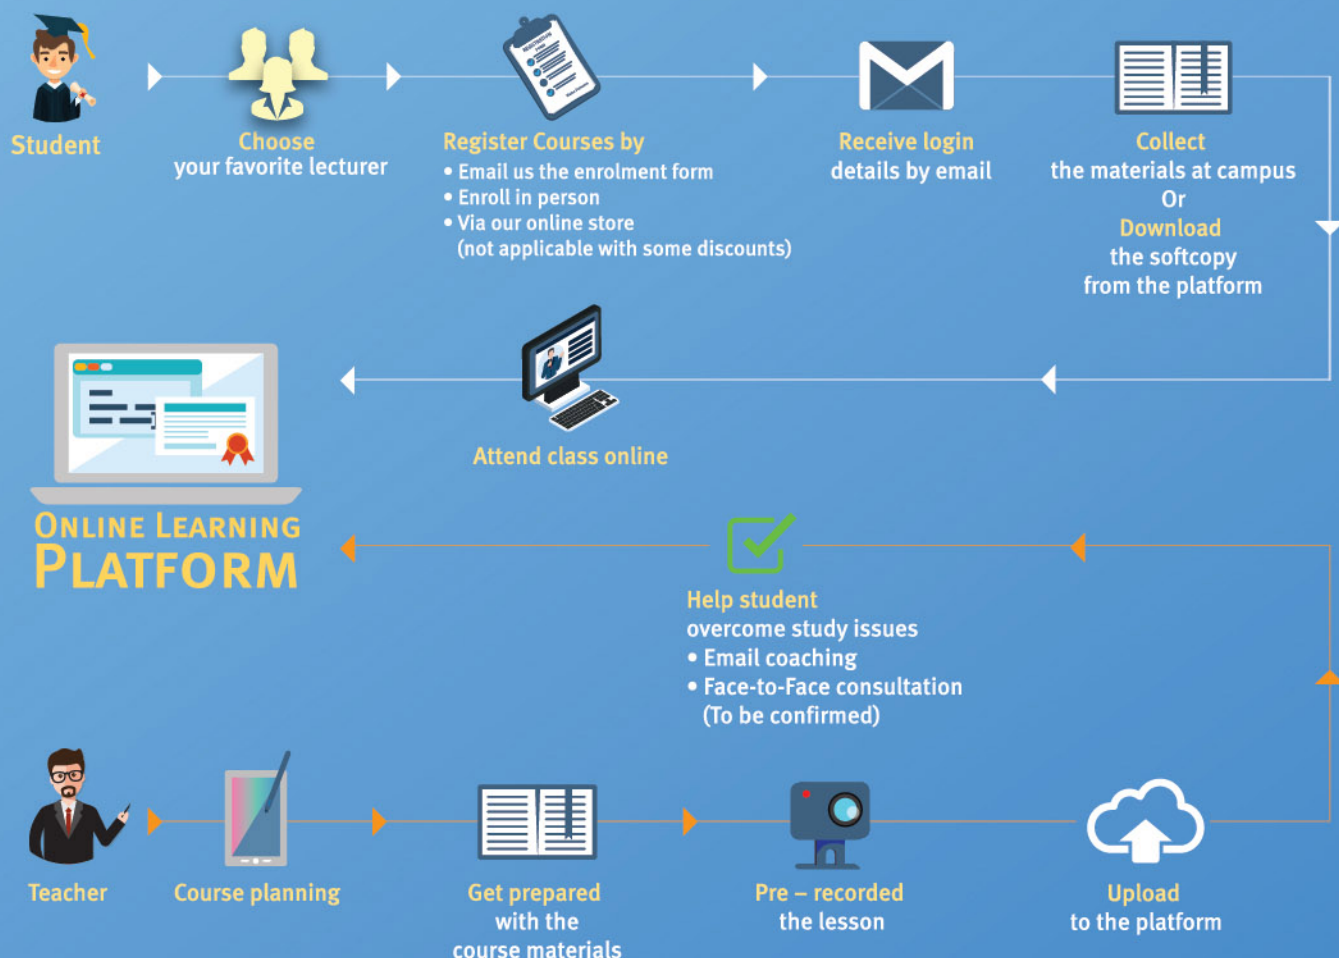 Student
Choose
your favorite lecturer
REGISTRATION
Register Courses by
• Email us the enrolment form
• Enroll in person
• Via our online store
(not applicable with some discounts)
Receive login
details by email
Collect
the materials at campus
Or
Download
the softcopy
from the platform
Attend class online
ONLINE LEARNING
PLATFORM
Help student
overcome study issues
• Email coaching
• Face-to-Face consultation
(To be confirmed)
Teacher
Course planning
Get prepared
with the
course materials
Pre – recorded
the lesson
Upload
to the platform